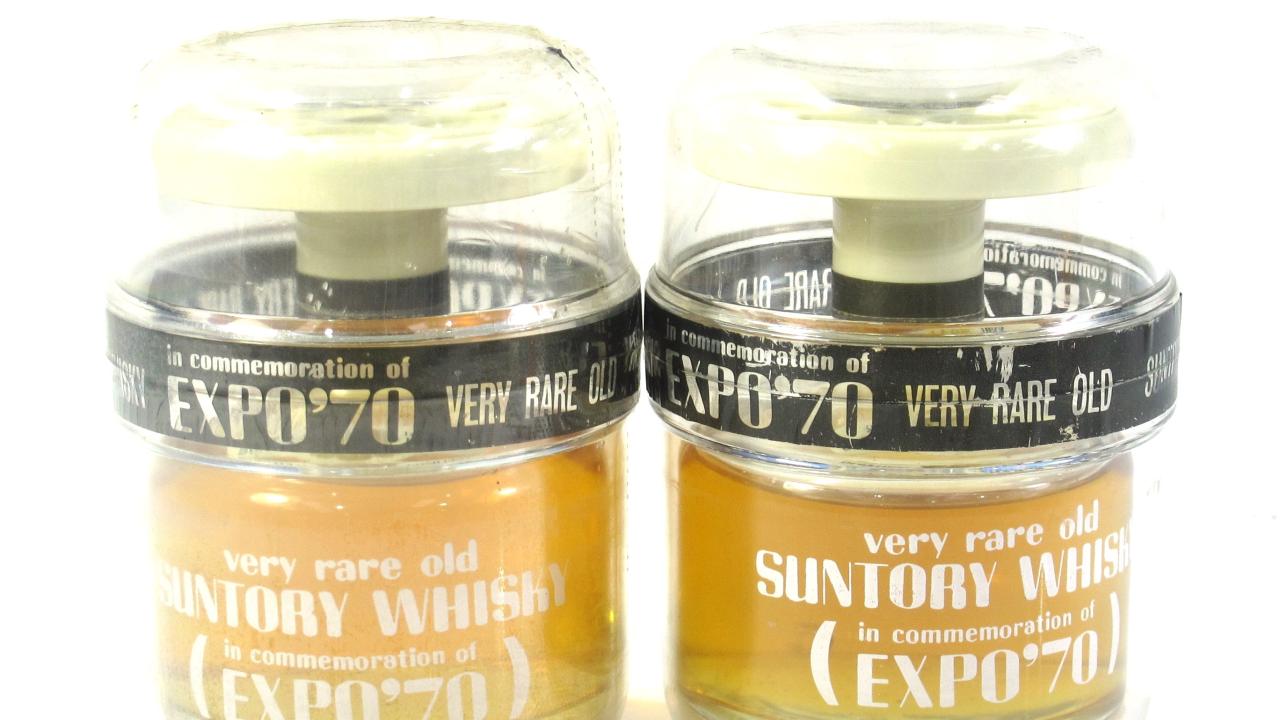 WHISKY in commemoration of EXPO'70 VERY RARE OLD
very rare old
SUNTORY WHISKY
(in commemoration of
EXPO'70)
in commemoration of EXPO'70 VERY RARE OLD
very rare old
SUNTORY WHISKY
(in commemoration of
EXPO'70)